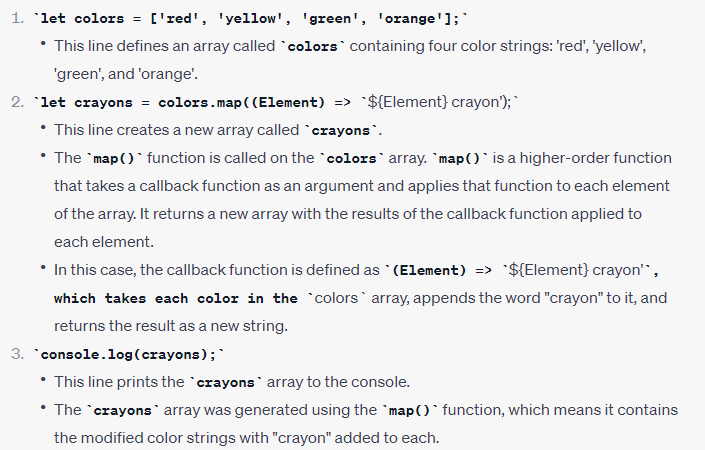 1. `let colors = ['red', 'yellow', 'green', 'orange'];`
• This line defines an array called `colors` containing four color strings: 'red', 'yellow',
'green', and 'orange'.
2. `let crayons = colors.map((Element) => `${Element} crayon');`
• This line creates a new array called `crayons`.
• The `map()` function is called on the `colors` array. `map()` is a higher-order function
that takes a callback function as an argument and applies that function to each element
of the array. It returns a new array with the results of the callback function applied to
each element.
• In this case, the callback function is defined as `(Element) => `${Element} crayon'`,
which takes each color in the `colors` array, appends the word "crayon" to it, and
returns the result as a new string.
3. `console.log(crayons);`
• This line prints the `crayons` array to the console.
• The `crayons` array was generated using the `map()` function, which means it contains
the modified color strings with "crayon" added to each.